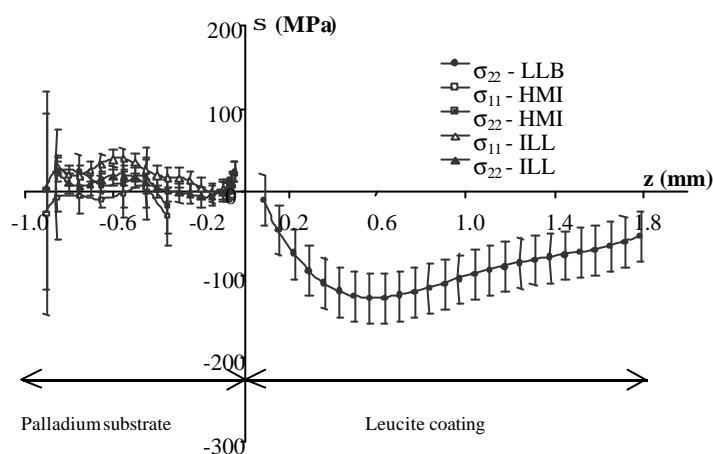 200
S (MPa)
σ22 - LLB
σ11 - HMI
σ22 - HMI
σ11 - ILL
σ22 - ILL
100
z (mm)
0
-1.0 -0.6 -0.2 0.2 0.6 1.0 1.4 1.8
-100
-200
Palladium substrate Leucite coating
-300